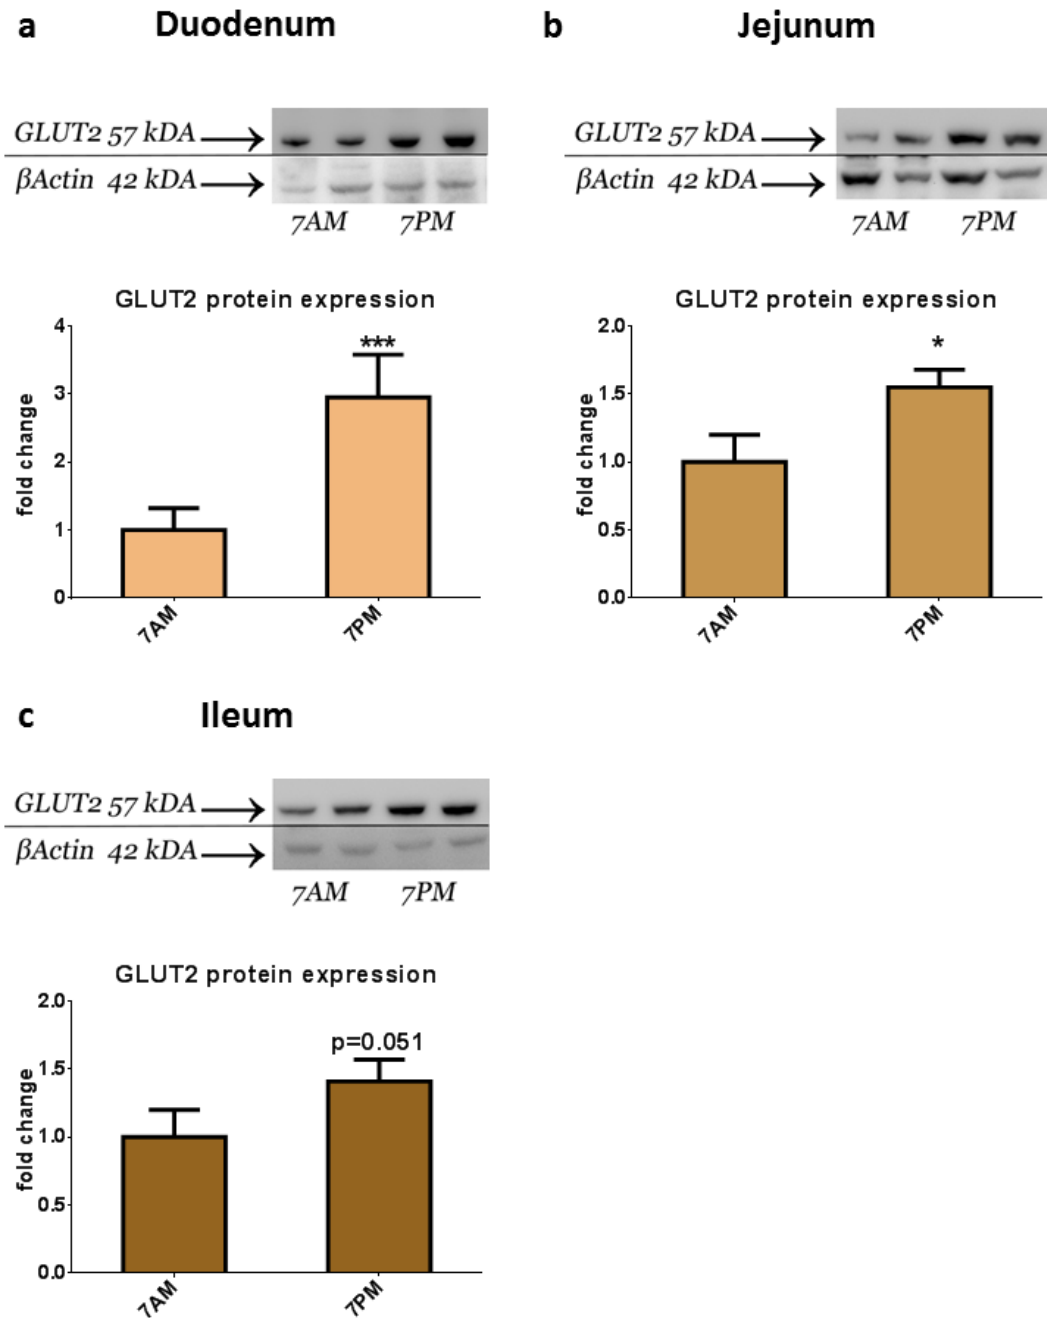 a Duodenum
GLUT2 57 kDA
βActin 42 kDA
7AM 7PM
GLUT2 protein expression
4
3
2
1
0
fold change
7AM 7PM
***
b Jejunum
GLUT2 57 kDA
βActin 42 kDA
7AM 7PM
GLUT2 protein expression
2.0
1.5
1.0
0.5
0.0
fold change
7AM 7PM
*
c Ileum
GLUT2 57 kDA
βActin 42 kDA
7AM 7PM
GLUT2 protein expression
2.0
1.5
1.0
0.5
0.0
fold change
p=0.051
7AM 7PM